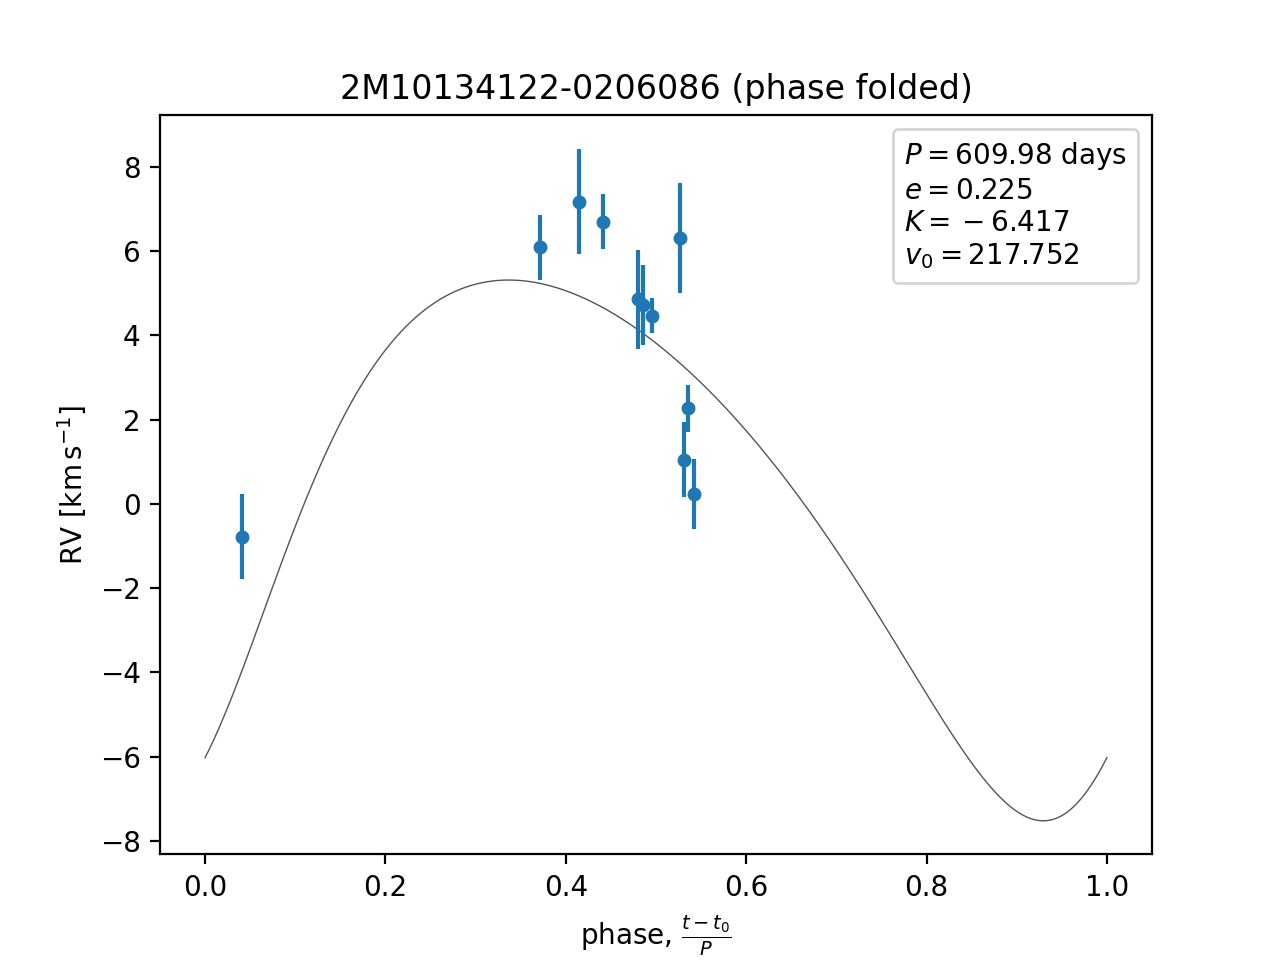 2M10134122-0206086 (phase folded)
P = 609.98 days
e = 0.225
K = −6.417
v₀ = 217.752
8
6
4
2
0
−2
−4
−6
−8
RV [km s⁻¹]
0.0 0.2 0.4 0.6 0.8 1.0
phase, (t − t₀)/P